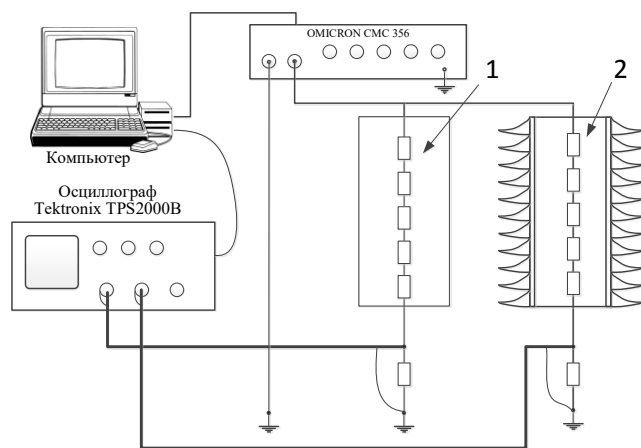 OMICRON CMC 356
1
2
Компьютер
Осциллограф
Tektronix TPS2000B